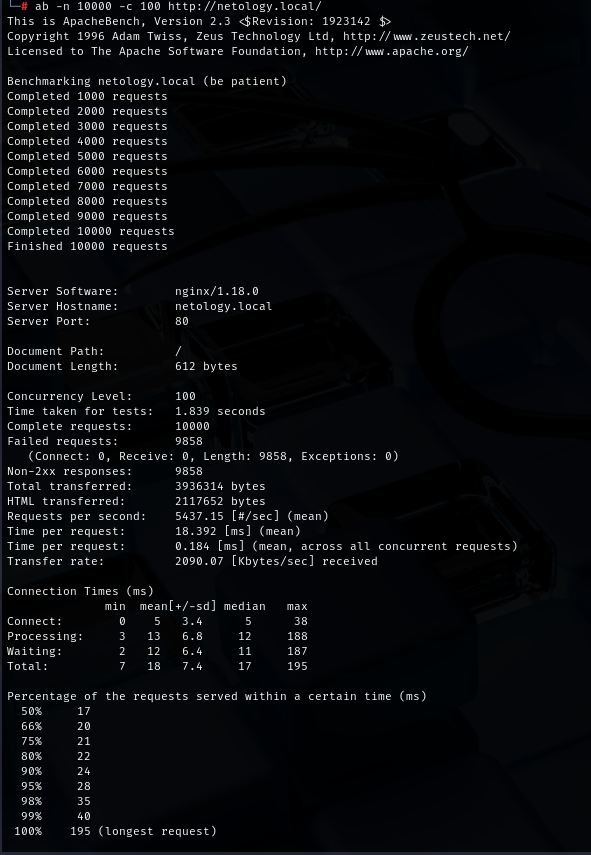 └─# ab -n 10000 -c 100 http://netology.local/
This is ApacheBench, Version 2.3 <$Revision: 1923142 $>
Copyright 1996 Adam Twiss, Zeus Technology Ltd, http://www.zeustech.net/
Licensed to The Apache Software Foundation, http://www.apache.org/

Benchmarking netology.local (be patient)
Completed 1000 requests
Completed 2000 requests
Completed 3000 requests
Completed 4000 requests
Completed 5000 requests
Completed 6000 requests
Completed 7000 requests
Completed 8000 requests
Completed 9000 requests
Completed 10000 requests
Finished 10000 requests


Server Software:        nginx/1.18.0
Server Hostname:        netology.local
Server Port:            80

Document Path:          /
Document Length:        612 bytes

Concurrency Level:      100
Time taken for tests:   1.839 seconds
Complete requests:      10000
Failed requests:        9858
   (Connect: 0, Receive: 0, Length: 9858, Exceptions: 0)
Non-2xx responses:      9858
Total transferred:      3936314 bytes
HTML transferred:       2117652 bytes
Requests per second:    5437.15 [#/sec] (mean)
Time per request:       18.392 [ms] (mean)
Time per request:       0.184 [ms] (mean, across all concurrent requests)
Transfer rate:          2090.07 [Kbytes/sec] received

Connection Times (ms)
              min  mean[+/-sd] median   max
Connect:        0    5   3.4      5      38
Processing:     3   13   6.8     12     188
Waiting:        2   12   6.4     11     187
Total:          7   18   7.4     17     195

Percentage of the requests served within a certain time (ms)
  50%     17
  66%     20
  75%     21
  80%     22
  90%     24
  95%     28
  98%     35
  99%     40
 100%    195 (longest request)